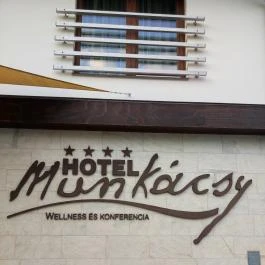 ★★★★
HOTEL
Munkácsy
WELLNESS ÉS KONFERENCIA